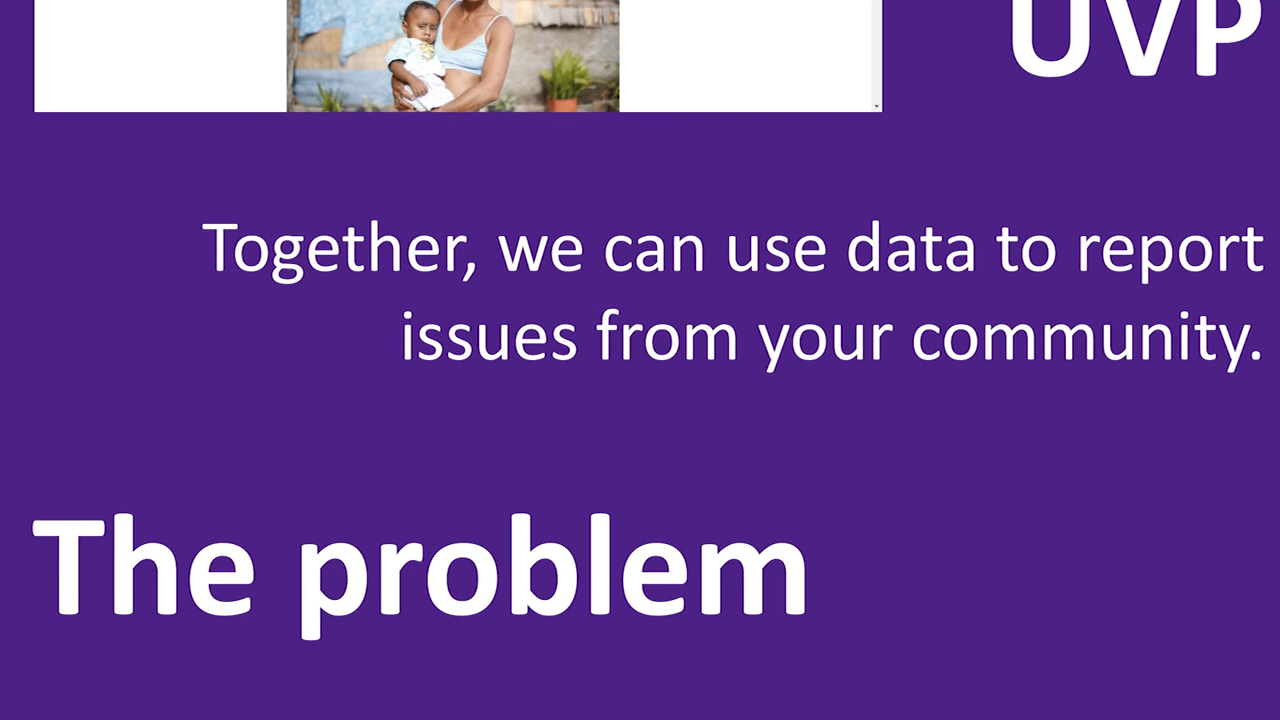 UVP
Together, we can use data to report
issues from your community.
The problem